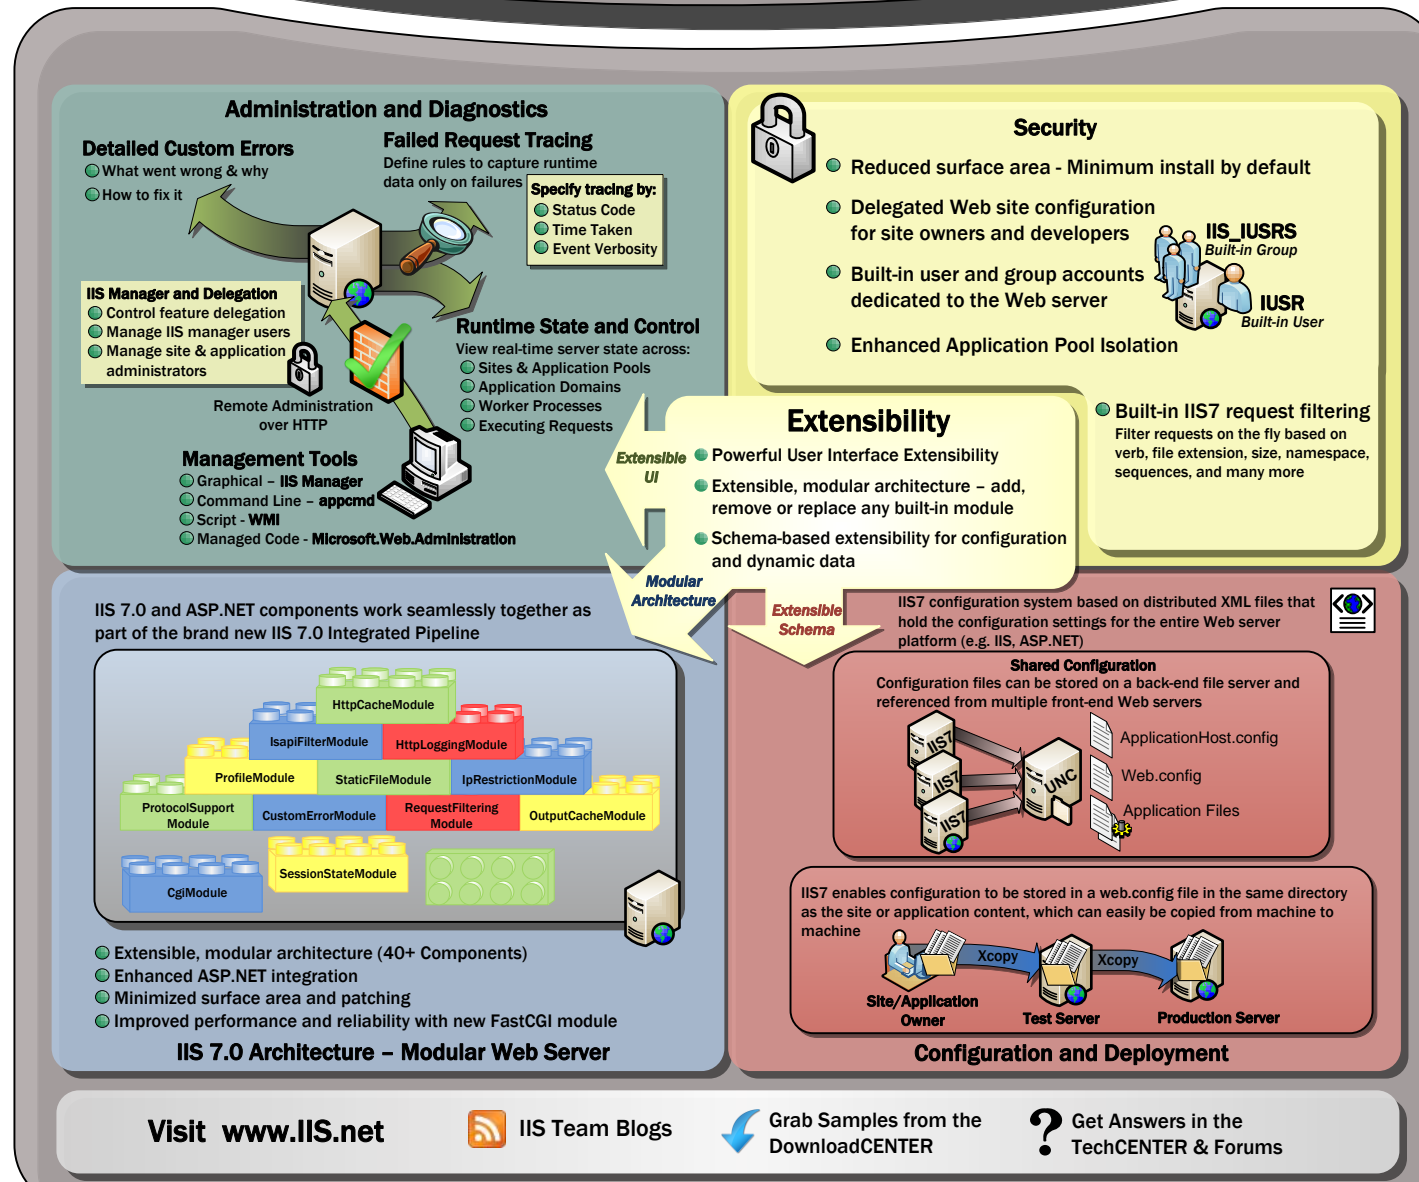 Administration and Diagnostics
Detailed Custom Errors
What went wrong & why
How to fix it
Failed Request Tracing
Define rules to capture runtime
data only on failures
Specify tracing by:
Status Code
Time Taken
Event Verbosity
IIS Manager and Delegation
Control feature delegation
Manage IIS manager users
Manage site & application
administrators
Remote Administration
over HTTP
Runtime State and Control
View real-time server state across:
Sites & Application Pools
Application Domains
Worker Processes
Executing Requests
Management Tools
Graphical – IIS Manager
Command Line – appcmd
Script - WMI
Managed Code - Microsoft.Web.Administration
Security
Reduced surface area - Minimum install by default
Delegated Web site configuration
for site owners and developers
Built-in user and group accounts
dedicated to the Web server
Enhanced Application Pool Isolation
IIS_IUSRS
Built-in Group
IUSR
Built-in User
Built-in IIS7 request filtering
Filter requests on the fly based on
verb, file extension, size, namespace,
sequences, and many more
Extensibility
Powerful User Interface Extensibility
Extensible, modular architecture – add,
remove or replace any built-in module
Schema-based extensibility for configuration
and dynamic data
Extensible
UI
Modular
Architecture
Extensible
Schema
IIS 7.0 and ASP.NET components work seamlessly together as
part of the brand new IIS 7.0 Integrated Pipeline
HttpCacheModule
IsapiFilterModule
HttpLoggingModule
ProfileModule
StaticFileModule
IpRestrictionModule
ProtocolSupport
Module
CustomErrorModule
RequestFiltering
Module
OutputCacheModule
CgiModule
SessionStateModule
Extensible, modular architecture (40+ Components)
Enhanced ASP.NET integration
Minimized surface area and patching
Improved performance and reliability with new FastCGI module
IIS 7.0 Architecture – Modular Web Server
IIS7 configuration system based on distributed XML files that
hold the configuration settings for the entire Web server
platform (e.g. IIS, ASP.NET)
Shared Configuration
Configuration files can be stored on a back-end file server and
referenced from multiple front-end Web servers
IIS7
IIS7
IIS7
UNC
ApplicationHost.config
Web.config
Application Files
IIS7 enables configuration to be stored in a web.config file in the same directory
as the site or application content, which can easily be copied from machine to
machine
Xcopy
Xcopy
Site/Application
Owner
Test Server
Production Server
Configuration and Deployment
Visit www.IIS.net
IIS Team Blogs
Grab Samples from the
DownloadCENTER
?
Get Answers in the
TechCENTER & Forums